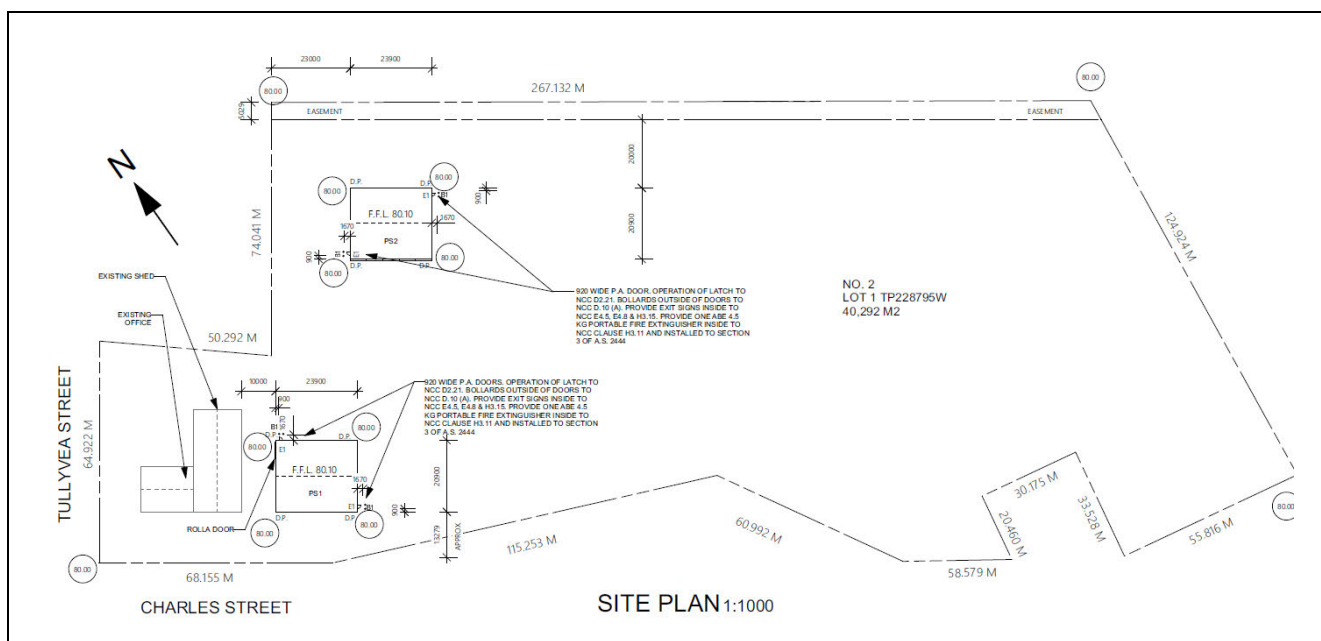 23000
23900
80.00
80.00
267.132 M
5029
EASEMENT
EASEMENT
N
20000
D.P.
D.P.
80.00
80.00
E1
B1
900
F.F.L. 80.10
1670
1670
20900
74.041 M
124.924 M
PS2
B1
E1
900
80.00
80.00
D.P.
D.P.
EXISTING SHED
NO. 2
LOT 1 TP228795W
40,292 M2
920 WIDE P.A. DOOR. OPERATION OF LATCH TO
NCC D2.21. BOLLARDS OUTSIDE OF DOORS TO
NCC D.10 (A). PROVIDE EXIT SIGNS INSIDE TO
NCC E4.5, E4.8 & H3.15. PROVIDE ONE ABE 4.5
KG PORTABLE FIRE EXTINGUISHER INSIDE TO
NCC CLAUSE H3.11 AND INSTALLED TO SECTION
3 OF A.S. 2444
EXISTING
OFFICE
50.292 M
10000
23900
920 WIDE P.A. DOORS. OPERATION OF LATCH TO
NCC D2.21. BOLLARDS OUTSIDE OF DOORS TO
NCC D.10 (A). PROVIDE EXIT SIGNS INSIDE TO
NCC E4.5, E4.8 & H3.15. PROVIDE ONE ABE 4.5
KG PORTABLE FIRE EXTINGUISHER INSIDE TO
NCC CLAUSE H3.11 AND INSTALLED TO SECTION
3 OF A.S. 2444
900
1670
B1
D.P.
D.P.
80.00
80.00
E1
TULLYVEA STREET
64.922 M
F.F.L. 80.10
1670
20900
PS1
E1
B1
900
30.175 M
ROLLA DOOR
D.P.
D.P.
80.00
80.00
80.00
13279
APPROX.
20.460 M
33.528 M
55.816 M
60.992 M
115.253 M
80.00
68.155 M
58.579 M
CHARLES STREET
SITE PLAN 1:1000